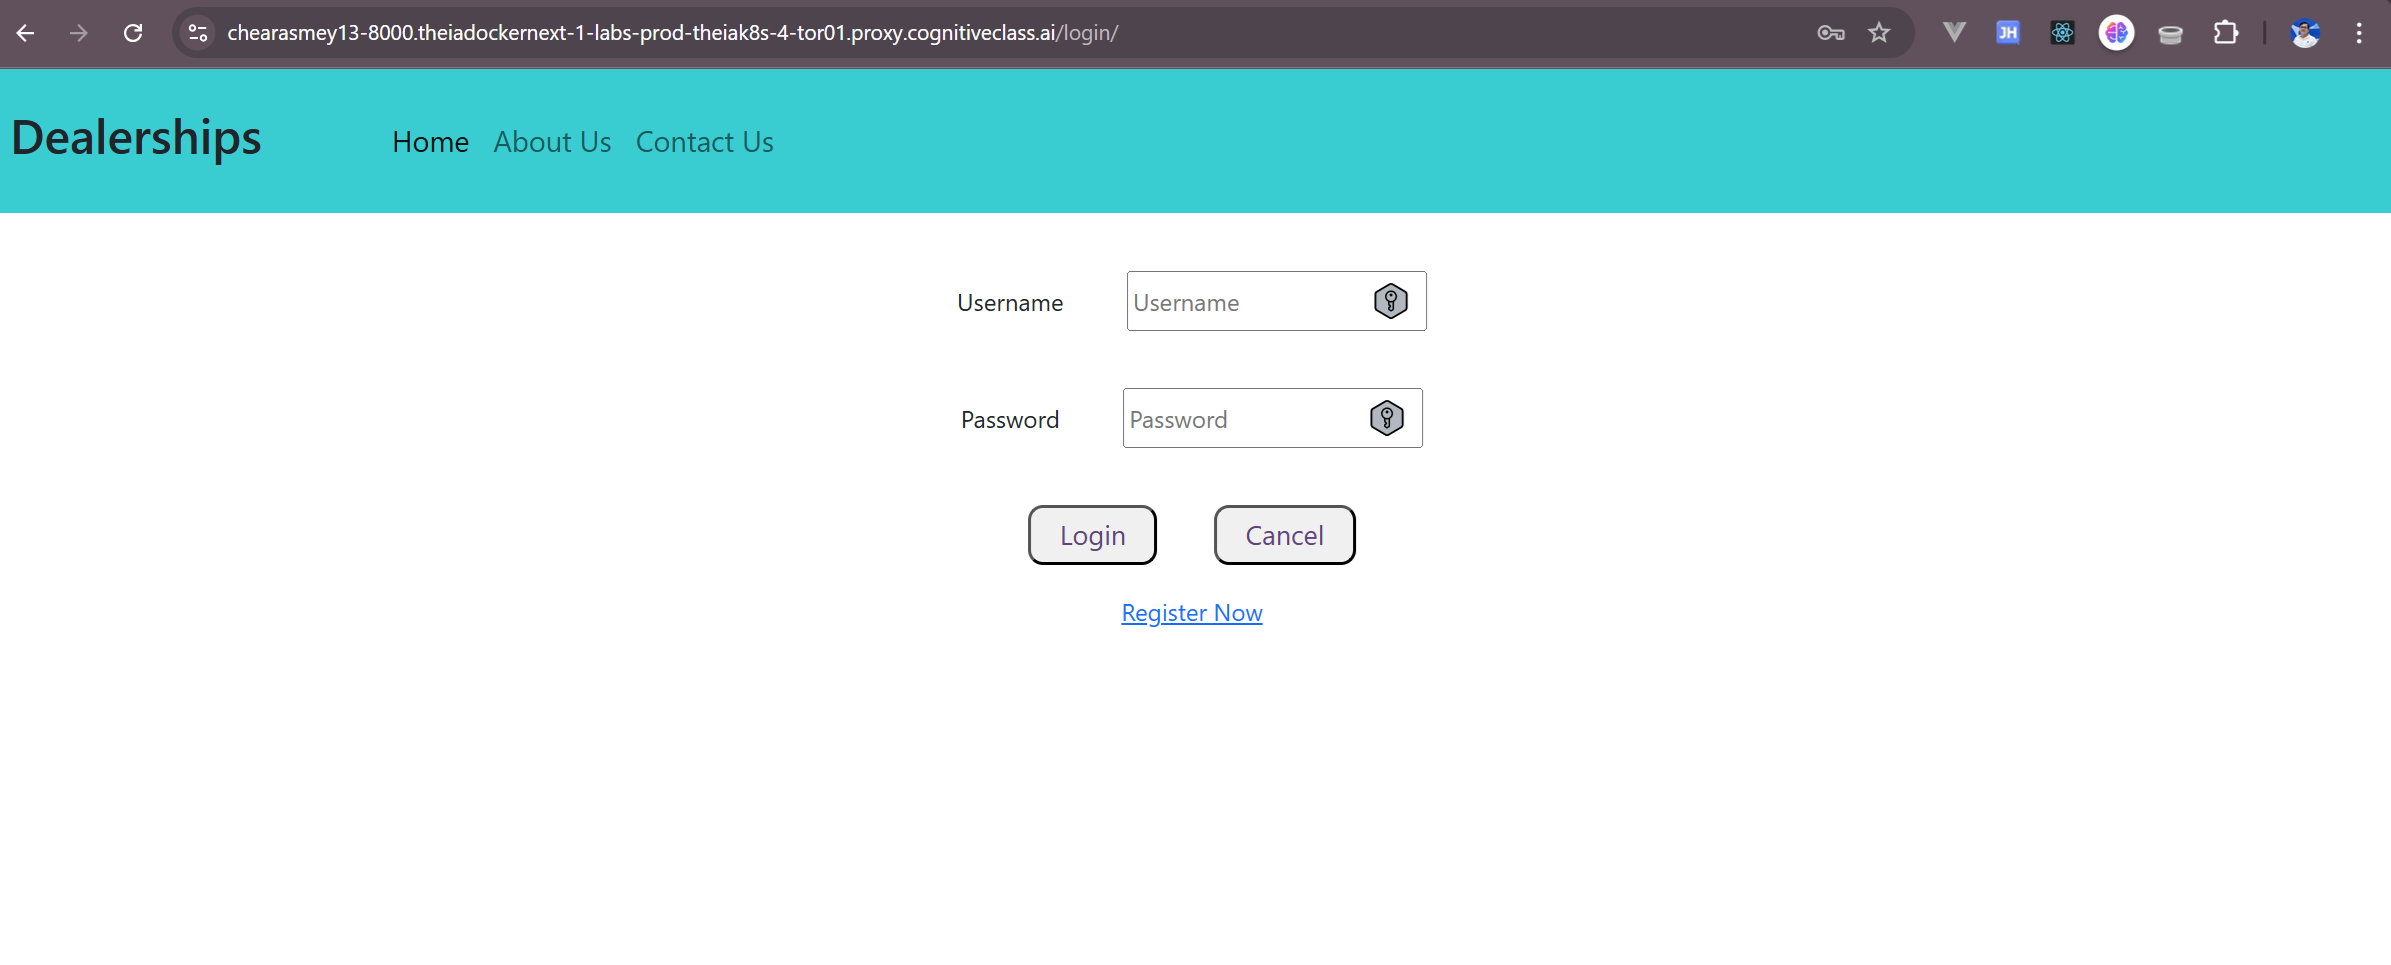 chearasmey13-8000.theiadockernext-1-labs-prod-theiak8s-4-tor01.proxy.cognitiveclass.ai/login/
JH
Dealerships Home About Us Contact Us
Username Username
Password Password
Login Cancel
Register Now